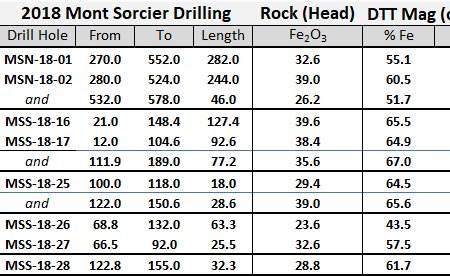 2018 Mont Sorcier Drilling Rock (Head) DTT Mag (
Drill Hole From To Length Fe₂O₃ % Fe
MSN-18-01 270.0 552.0 282.0 32.6 55.1
MSN-18-02 280.0 524.0 244.0 39.0 60.5
and 532.0 578.0 46.0 26.2 51.7
MSS-18-16 21.0 148.4 127.4 39.6 65.5
MSS-18-17 12.0 104.6 92.6 38.4 64.9
and 111.9 189.0 77.2 35.6 67.0
MSS-18-25 100.0 118.0 18.0 29.4 64.5
and 122.0 150.6 28.6 39.0 65.6
MSS-18-26 68.8 132.0 63.3 23.6 43.5
MSS-18-27 66.5 92.0 25.5 32.6 57.5
MSS-18-28 122.8 155.0 32.3 28.8 61.7